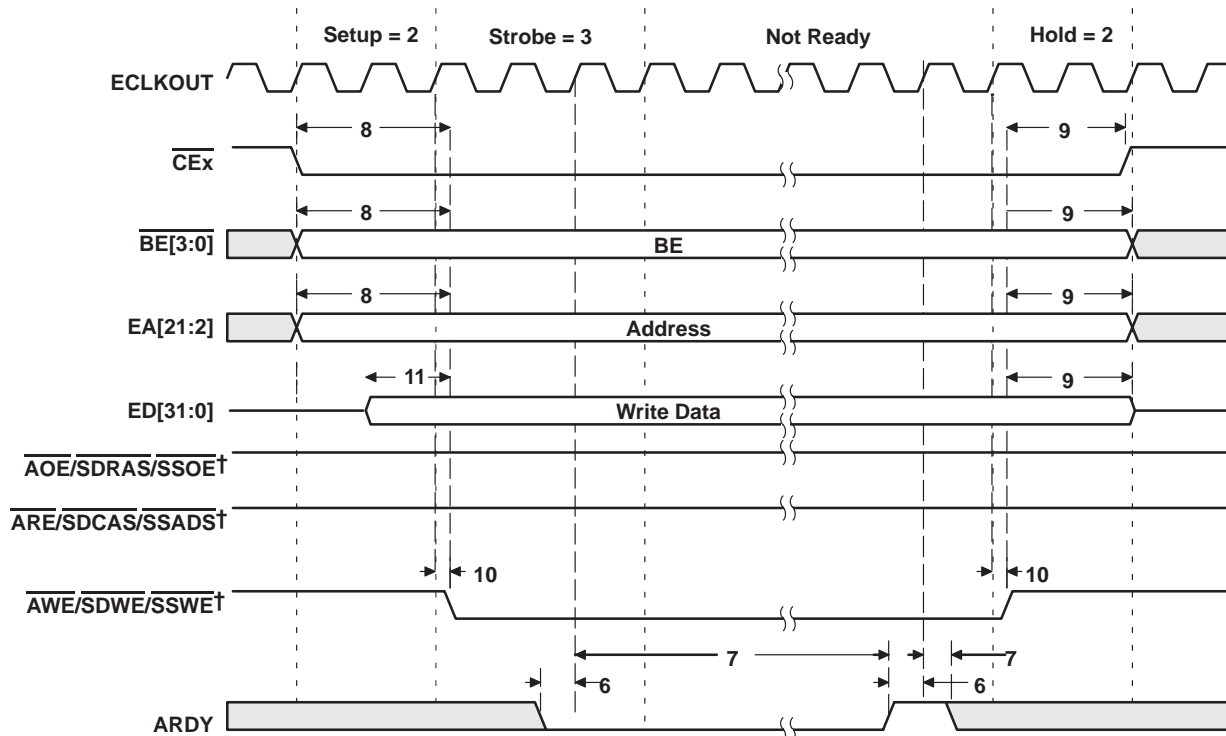 Setup = 2 Strobe = 3 Not Ready Hold = 2
ECLKOUT
8 9
CEx
8 9
BE[3:0] BE
8 9
EA[21:2] Address
11 9
ED[31:0] Write Data
AOE/SDRAS/SSOE†
ARE/SDCAS/SSADS†
10 10
AWE/SDWE/SSWE†
7 7
6 6
ARDY